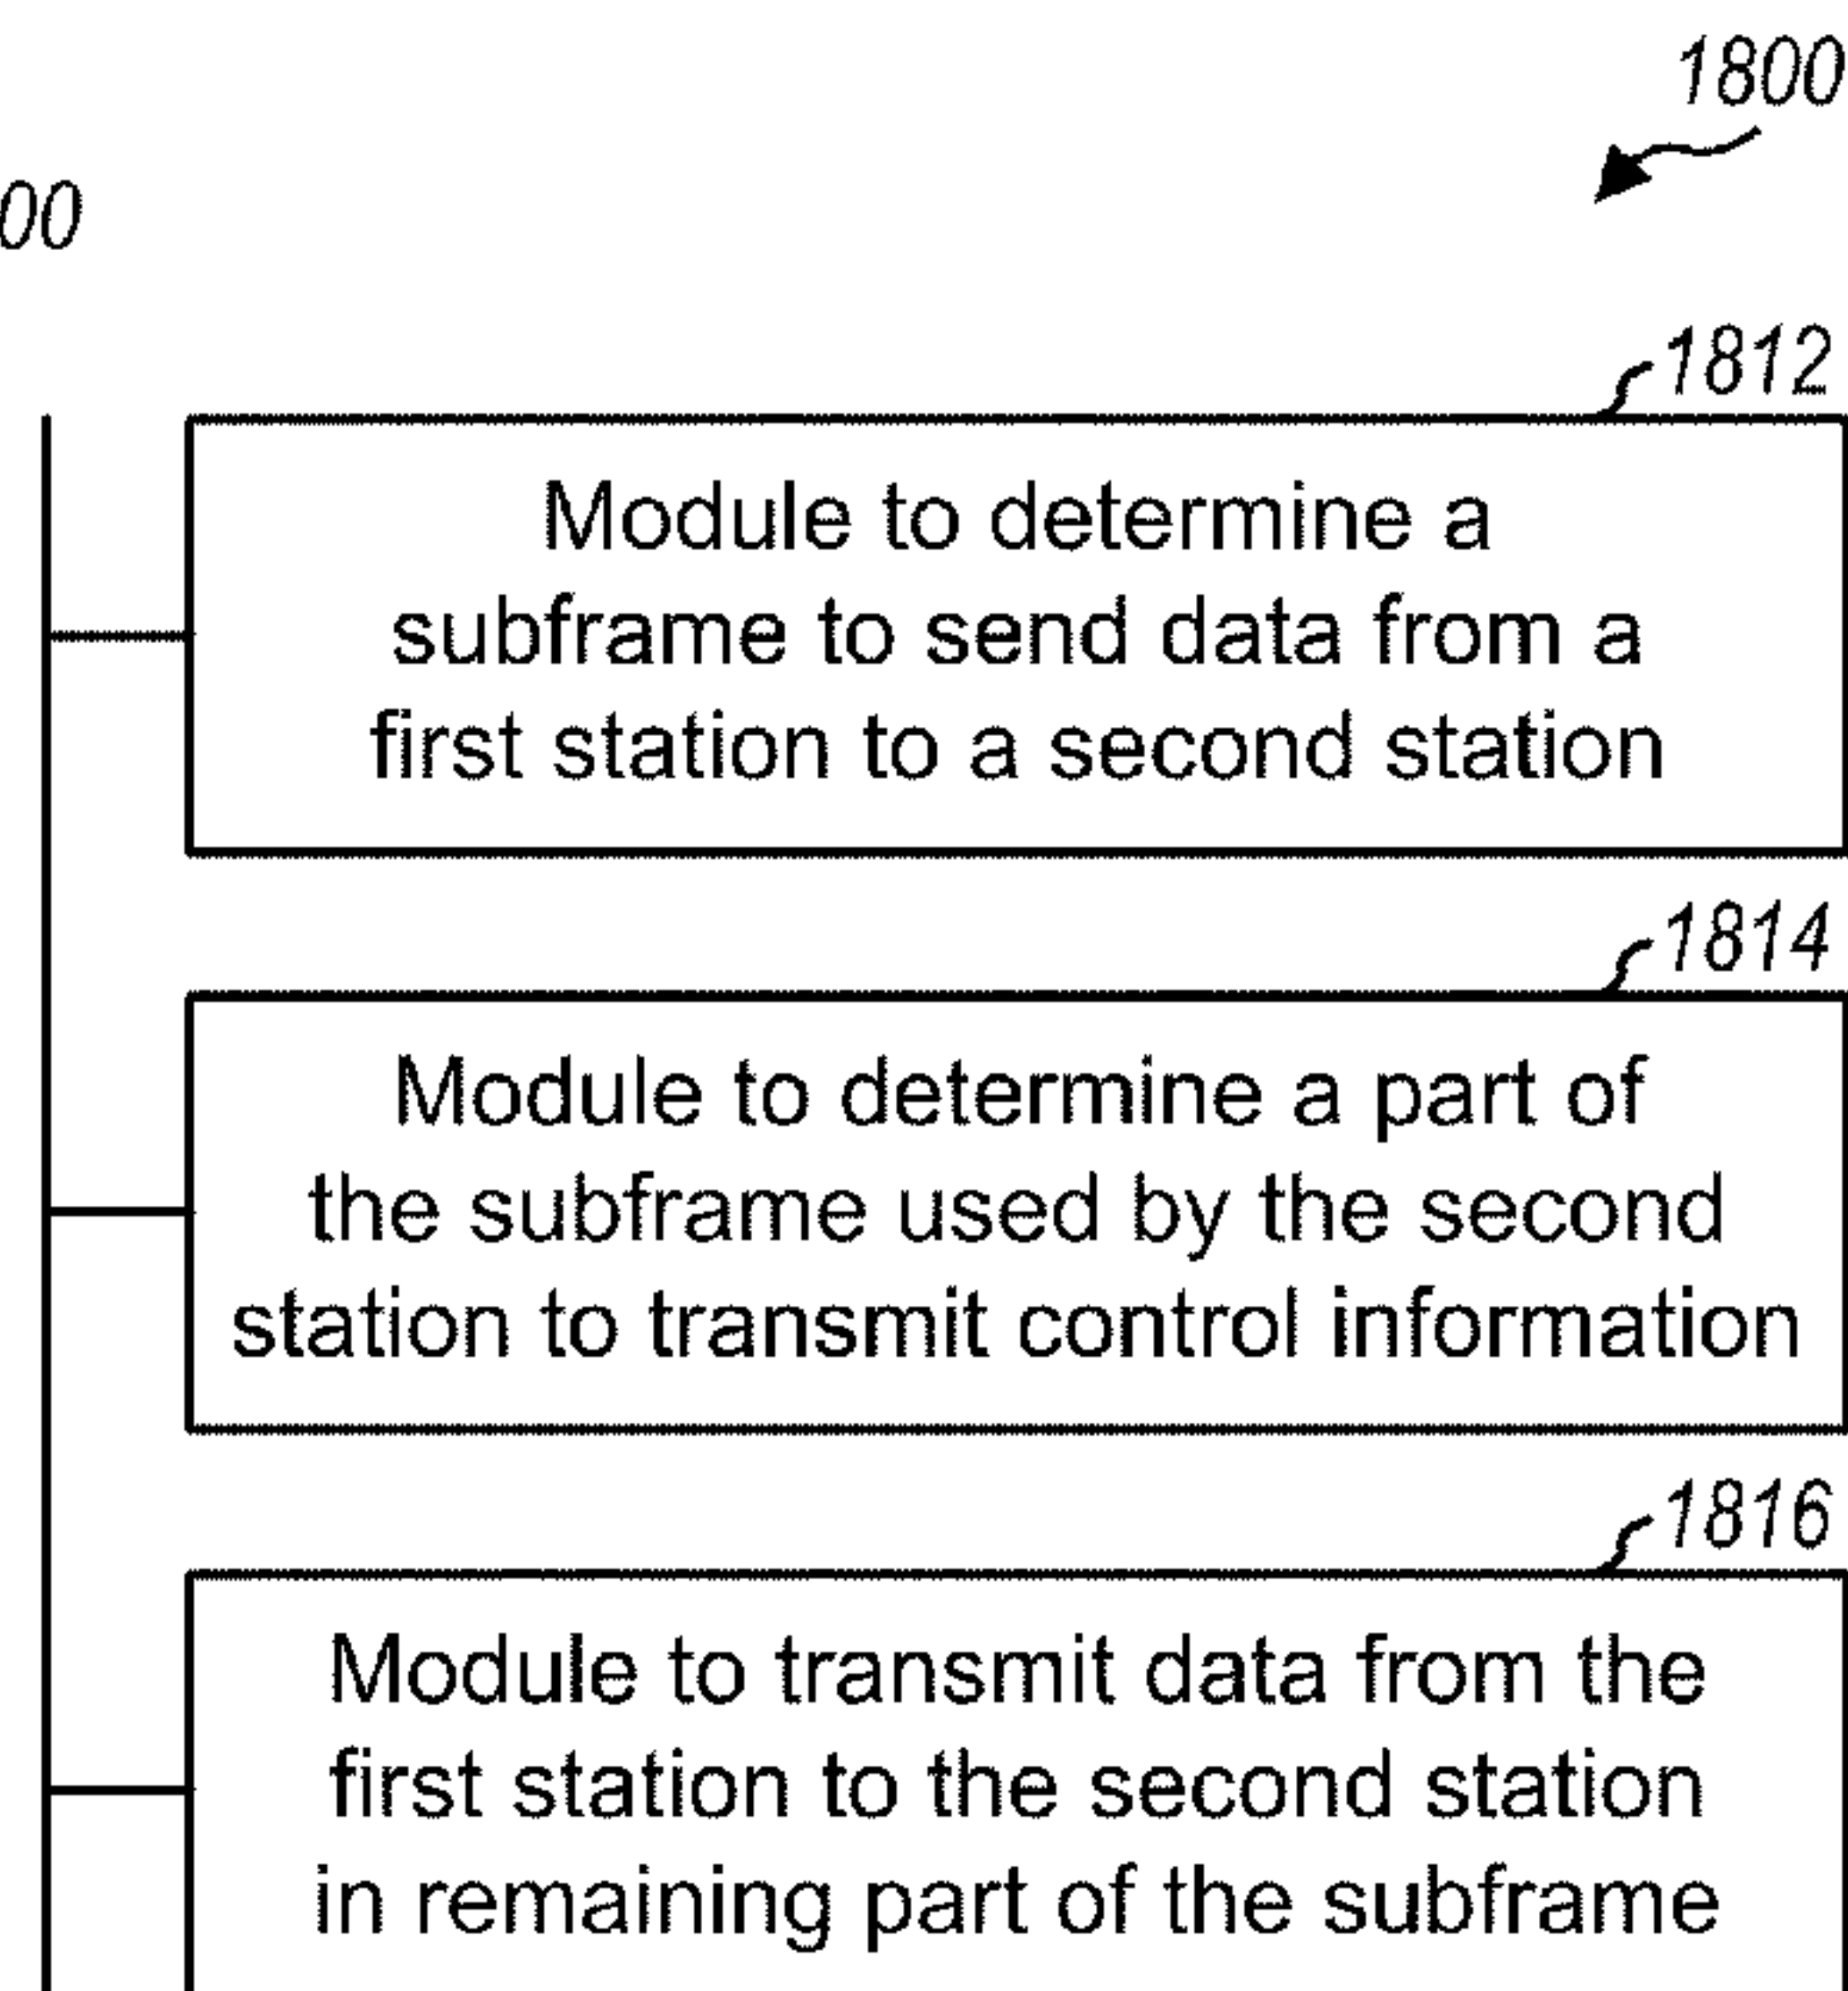 1800
00
1812
Module to determine a
subframe to send data from a
first station to a second station
1814
Module to determine a part of
the subframe used by the second
station to transmit control information
1816
Module to transmit data from the
first station to the second station
in remaining part of the subframe